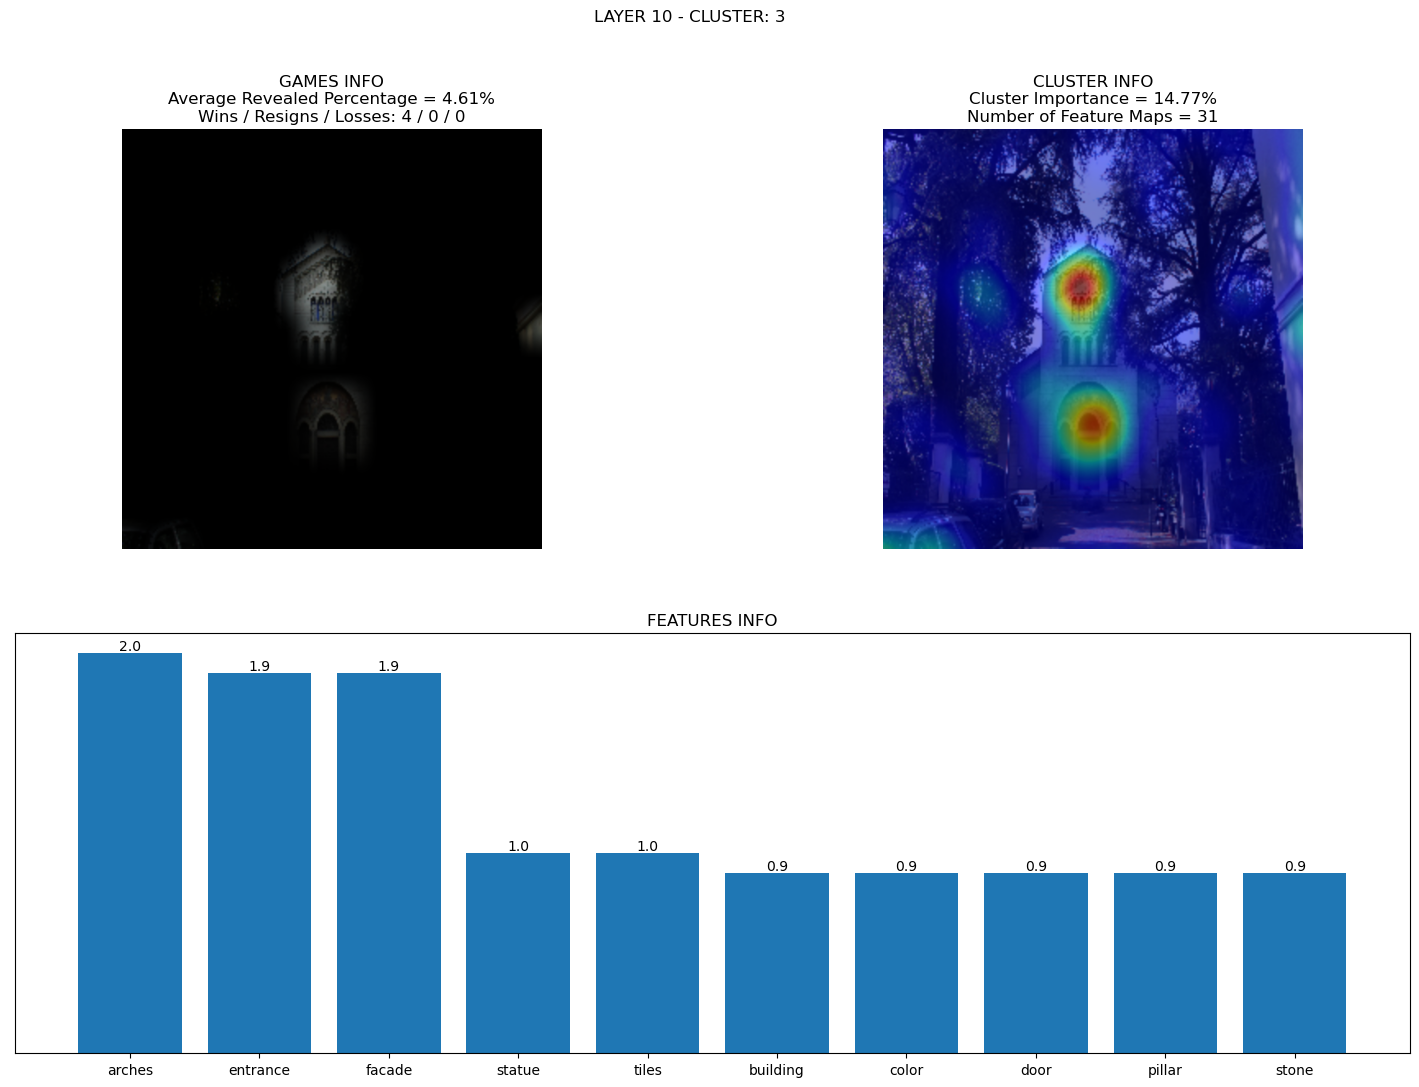 LAYER 10 - CLUSTER: 3
GAMES INFO
Average Revealed Percentage = 4.61%
Wins / Resigns / Losses: 4 / 0 / 0
CLUSTER INFO
Cluster Importance = 14.77%
Number of Feature Maps = 31
FEATURES INFO
2.0
1.9
1.9
1.0
1.0
0.9
0.9
0.9
0.9
0.9
arches
entrance
facade
statue
tiles
building
color
door
pillar
stone